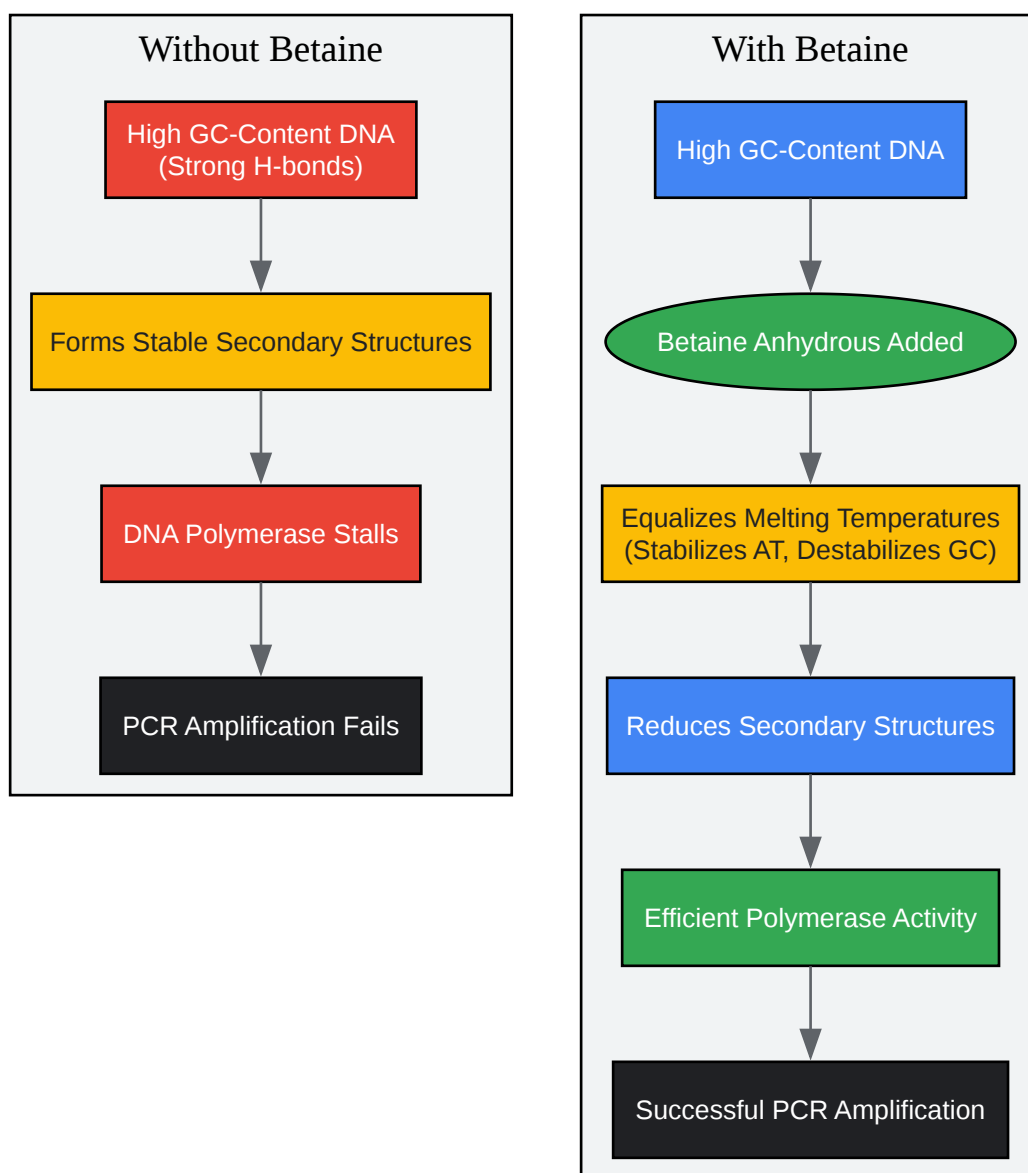 Without Betaine
High GC-Content DNA
(Strong H-bonds)
Forms Stable Secondary Structures
DNA Polymerase Stalls
PCR Amplification Fails
With Betaine
High GC-Content DNA
Betaine Anhydrous Added
Equalizes Melting Temperatures
(Stabilizes AT, Destabilizes GC)
Reduces Secondary Structures
Efficient Polymerase Activity
Successful PCR Amplification